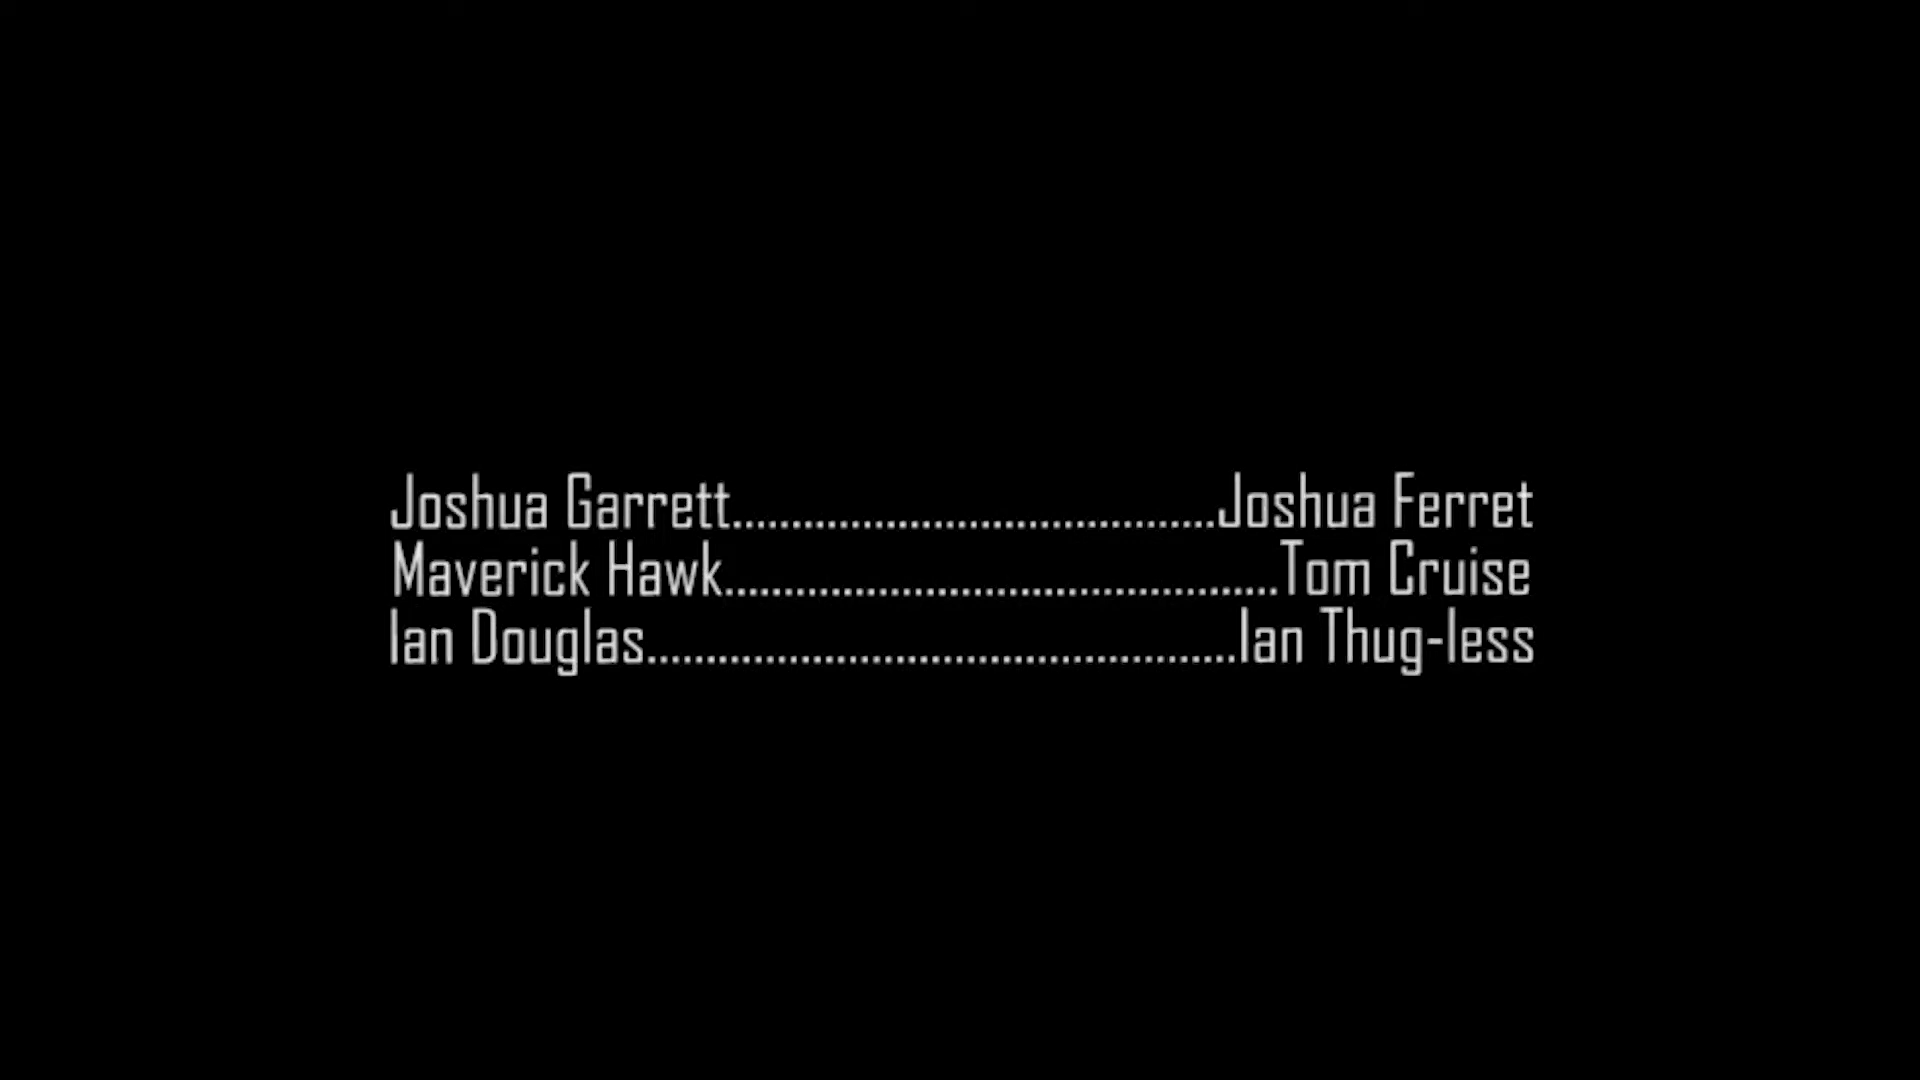 Joshua Garrett.........................................Joshua Ferret
Maverick Hawk...............................................Tom Cruise
Ian Douglas..................................................Ian Thug-less